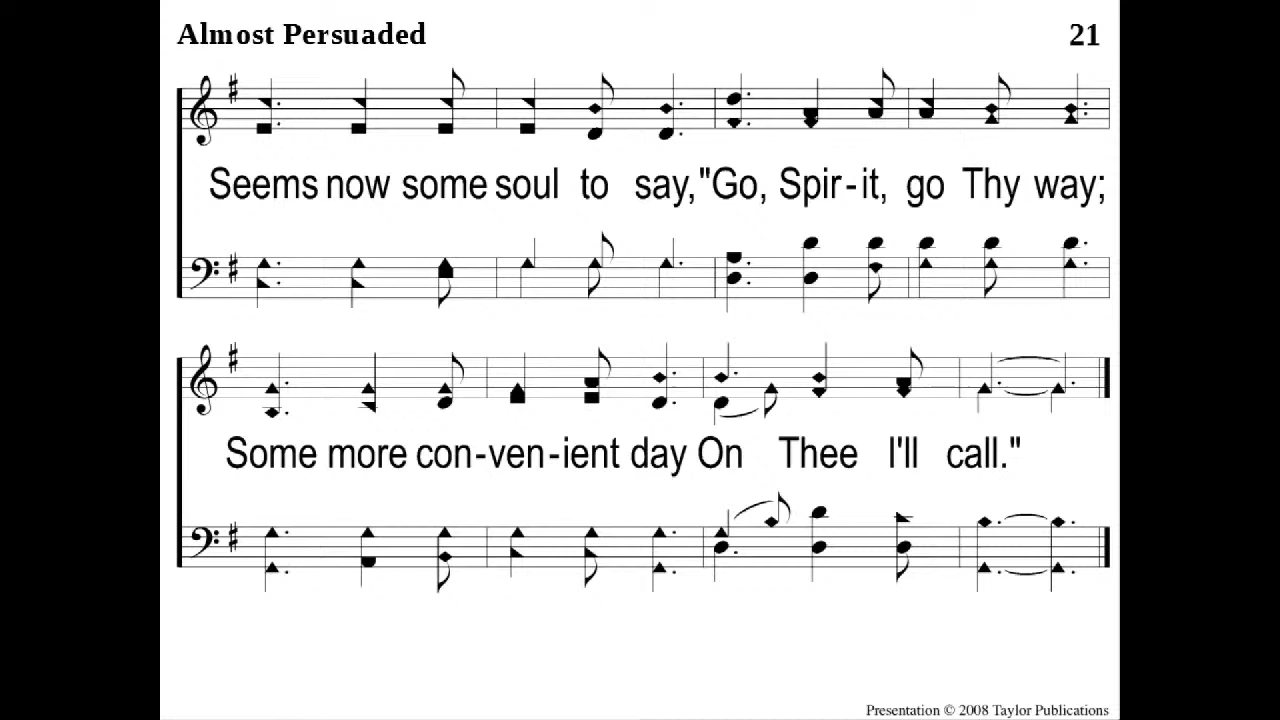 Almost Persuaded 21
Seems now some soul to say,"Go, Spir-it, go Thy way;
Some more con-ven-ient day On Thee I'll call."
Presentation © 2008 Taylor Publications